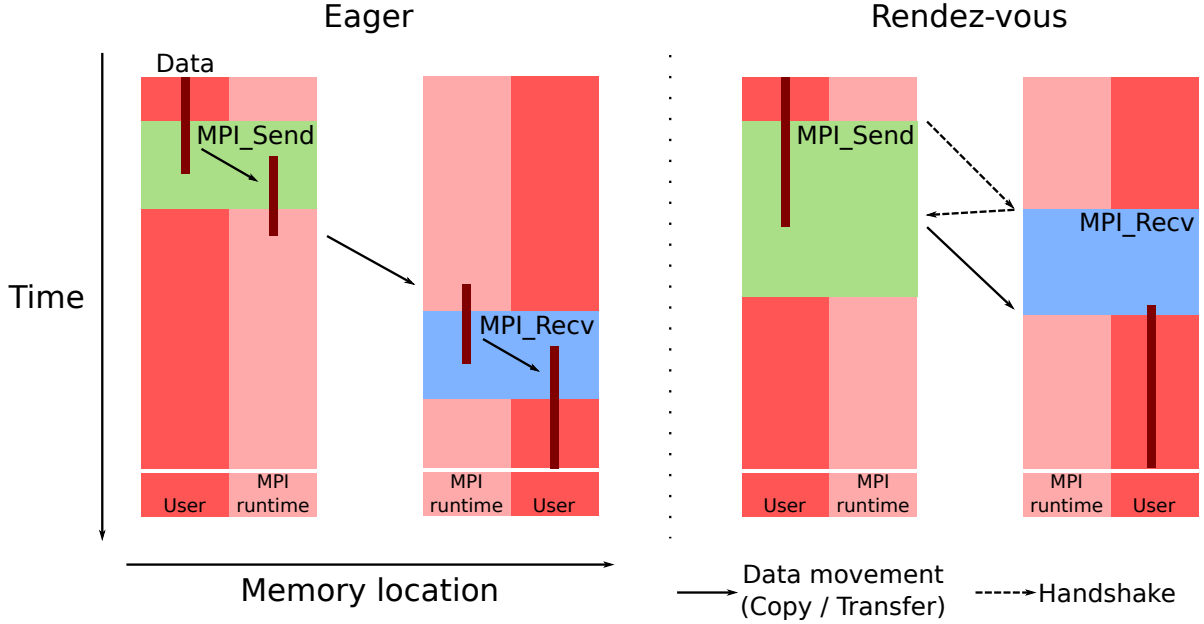 Eager
Rendez-vous
Data
MPI_Send
MPI_Send
MPI_Recv
Time
MPI_Recv
User
MPI
runtime
MPI
runtime
User
User
MPI
runtime
MPI
runtime
User
Memory location
Data movement
(Copy / Transfer)
Handshake